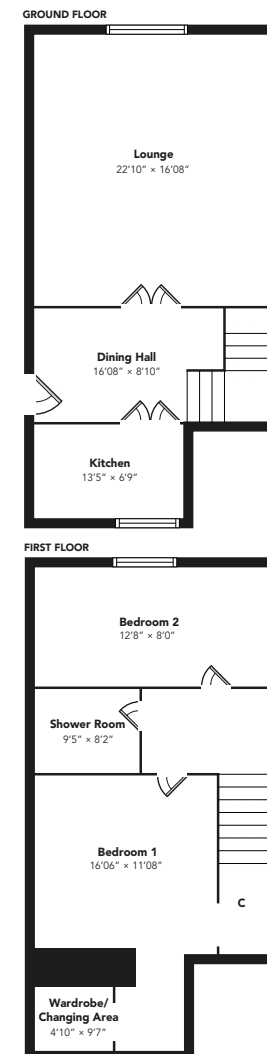 GROUND FLOOR
Lounge
22'10" × 16'08"
Dining Hall
16'08" × 8'10"
Kitchen
13'5" × 6'9"
FIRST FLOOR
Bedroom 2
12'8" × 8'0"
Shower Room
9'5" × 8'2"
Bedroom 1
16'06" × 11'08"
C
Wardrobe/
Changing Area
4'10" × 9'7"